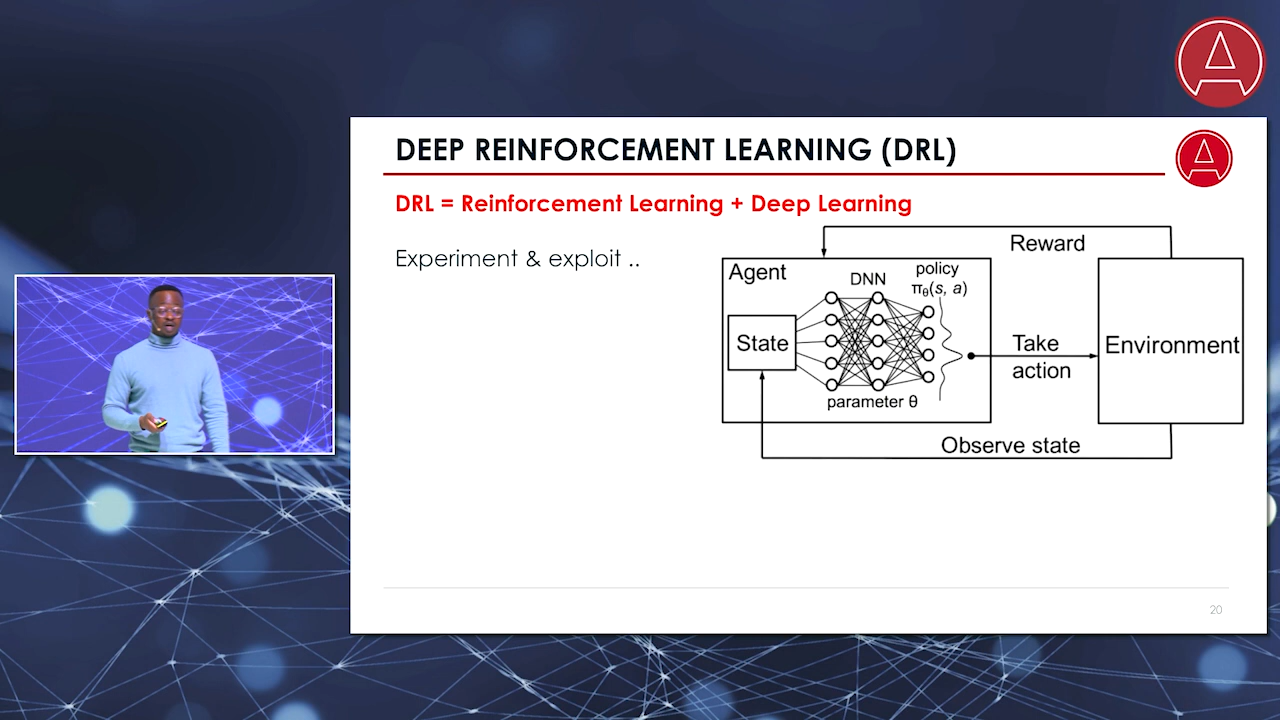 DEEP REINFORCEMENT LEARNING (DRL)
DRL = Reinforcement Learning + Deep Learning
Experiment & exploit ..
Reward
Agent
DNN
policy
πθ(s, a)
State
Take
action
Environment
parameter θ
Observe state
20